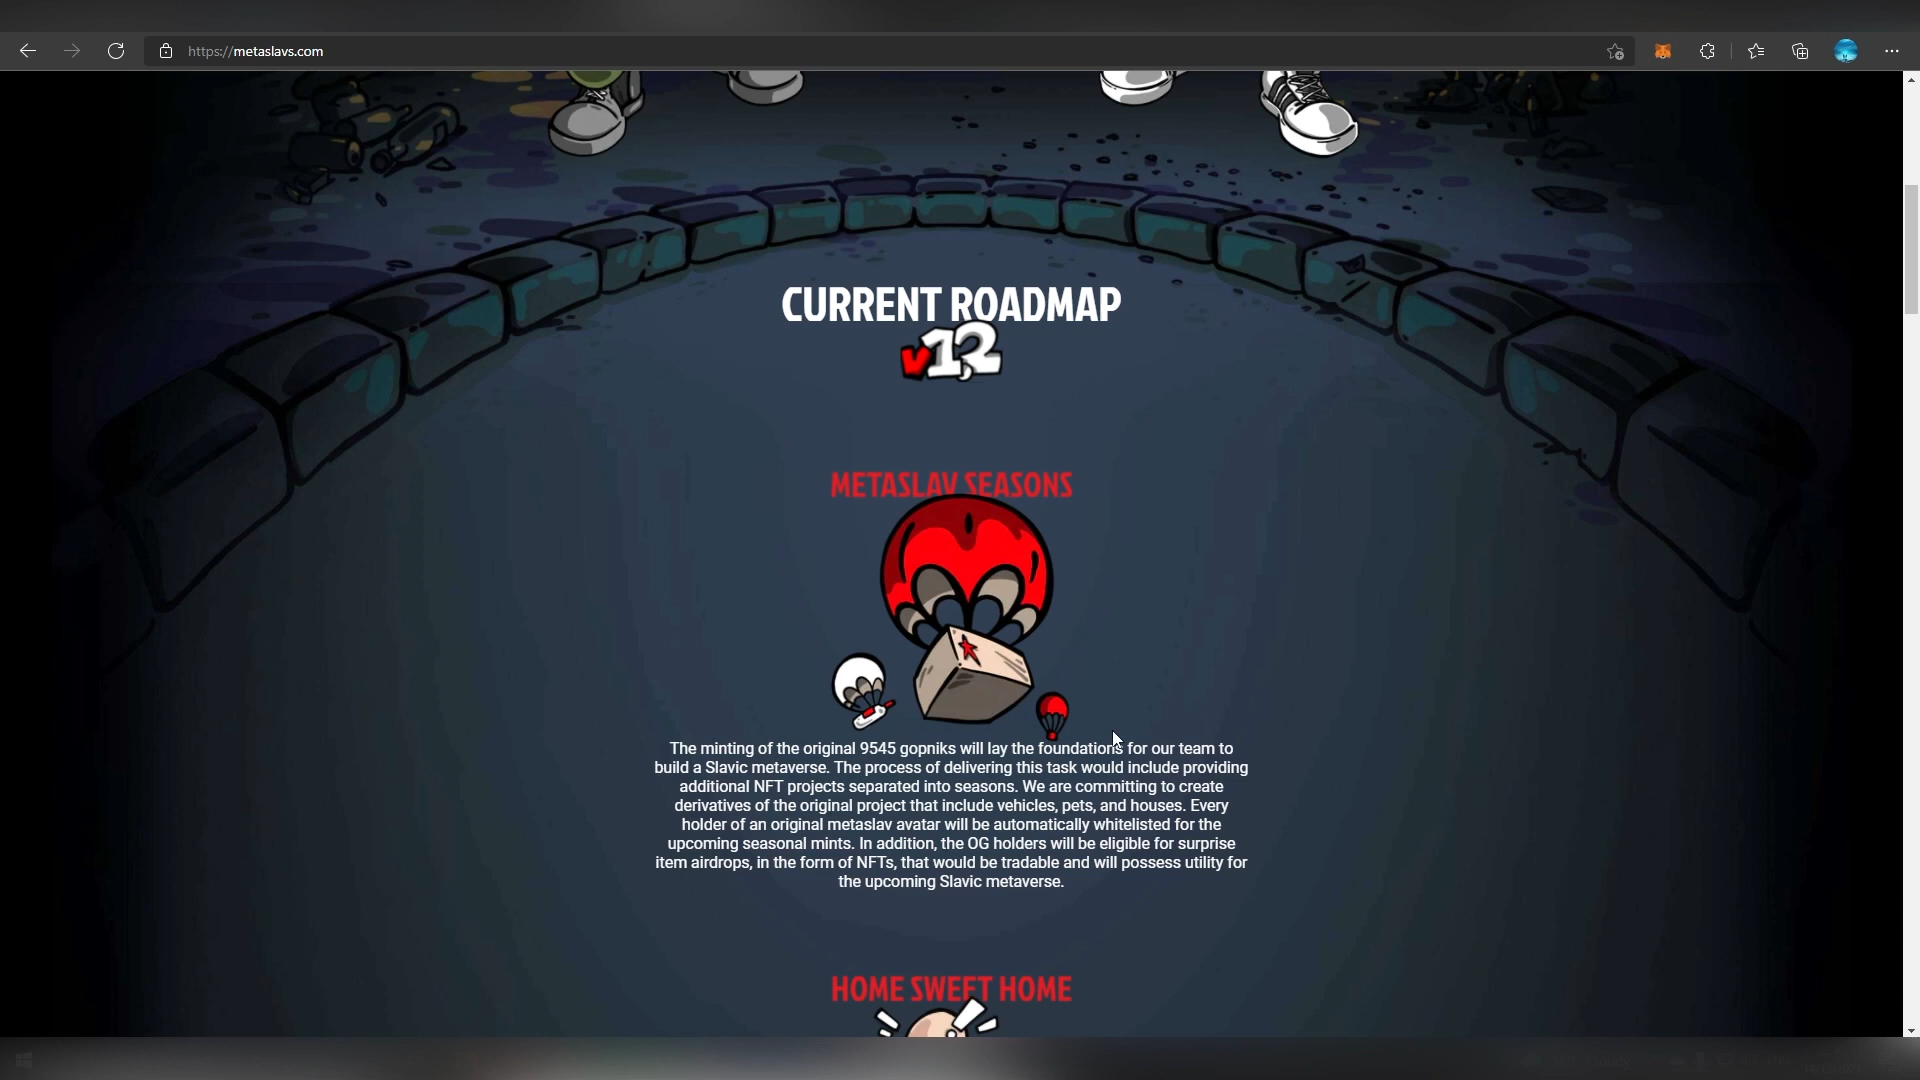 https://metaslavs.com
CURRENT ROADMAP
v1,2
METASLAV SEASONS
The minting of the original 9545 gopniks will lay the foundations for our team to
build a Slavic metaverse. The process of delivering this task would include providing
additional NFT projects separated into seasons. We are committing to create
derivatives of the original project that include vehicles, pets, and houses. Every
holder of an original metaslav avatar will be automatically whitelisted for the
upcoming seasonal mints. In addition, the OG holders will be eligible for surprise
item airdrops, in the form of NFTs, that would be tradable and will possess utility for
the upcoming Slavic metaverse.
HOME SWEET HOME